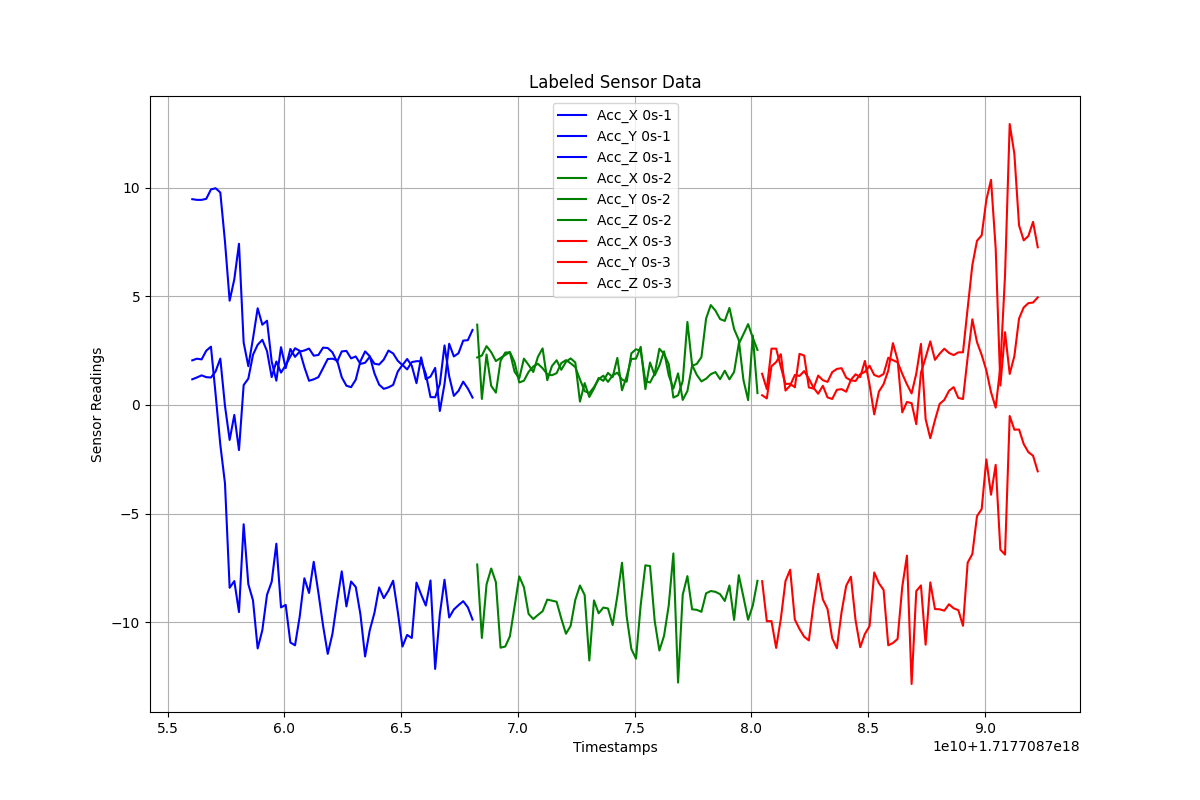 Labeled Sensor Data
Acc_X 0s-1
Acc_Y 0s-1
Acc_Z 0s-1
Acc_X 0s-2
Acc_Y 0s-2
Acc_Z 0s-2
Acc_X 0s-3
Acc_Y 0s-3
Acc_Z 0s-3
10
5
0
−5
−10
Sensor Readings
5.5 6.0 6.5 7.0 7.5 8.0 8.5 9.0
Timestamps
1e10+1.7177087e18